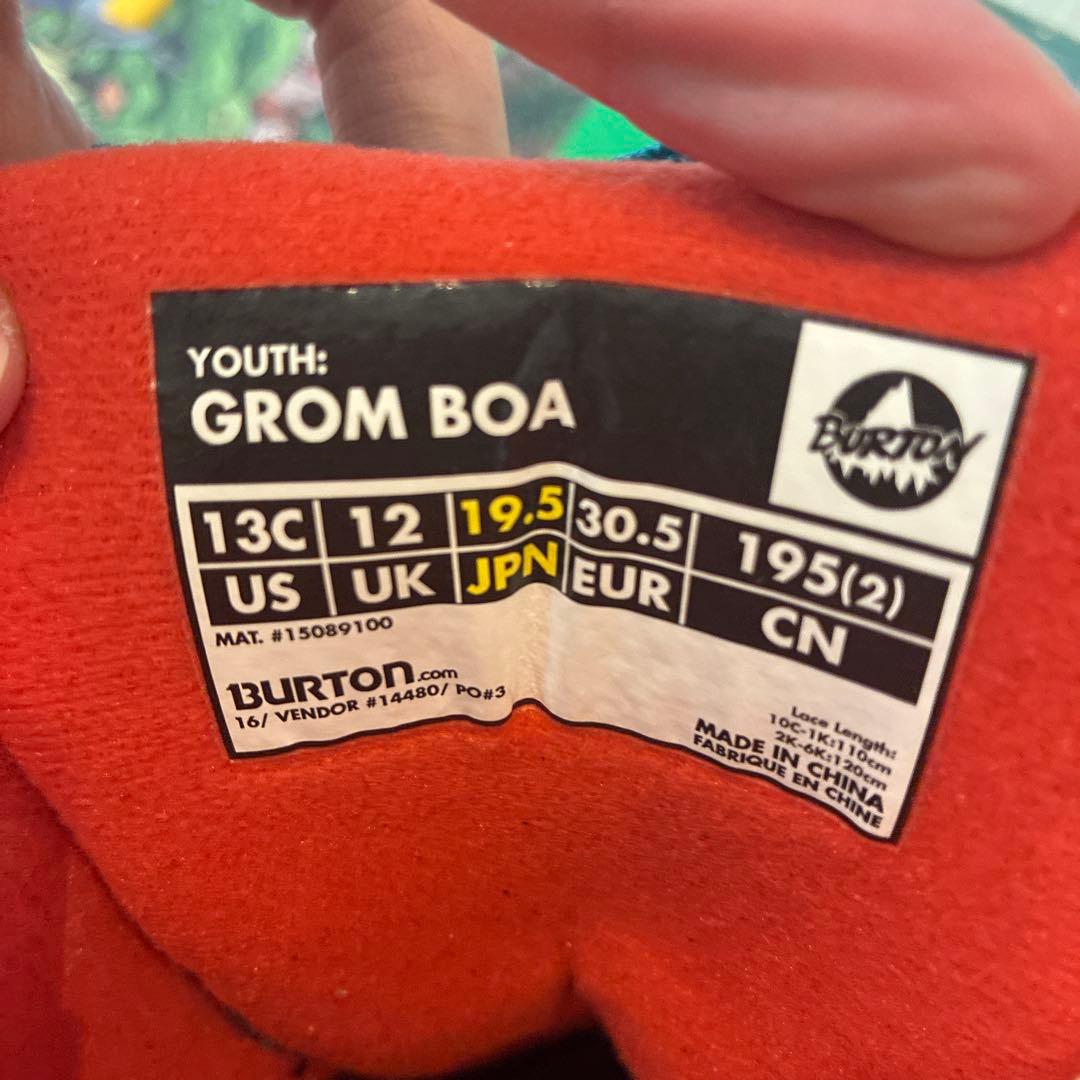 YOUTH:
GROM BOA
BURTON
13C 12 19.5 30.5 195(2)
US UK JPN EUR CN
MAT. #15089100
BURTON.com
16/ VENDOR #14480/ PO#3
Lace Length:
10C-1K:110cm
2K-6K:120cm
MADE IN CHINA
FABRIQUE EN CHINE